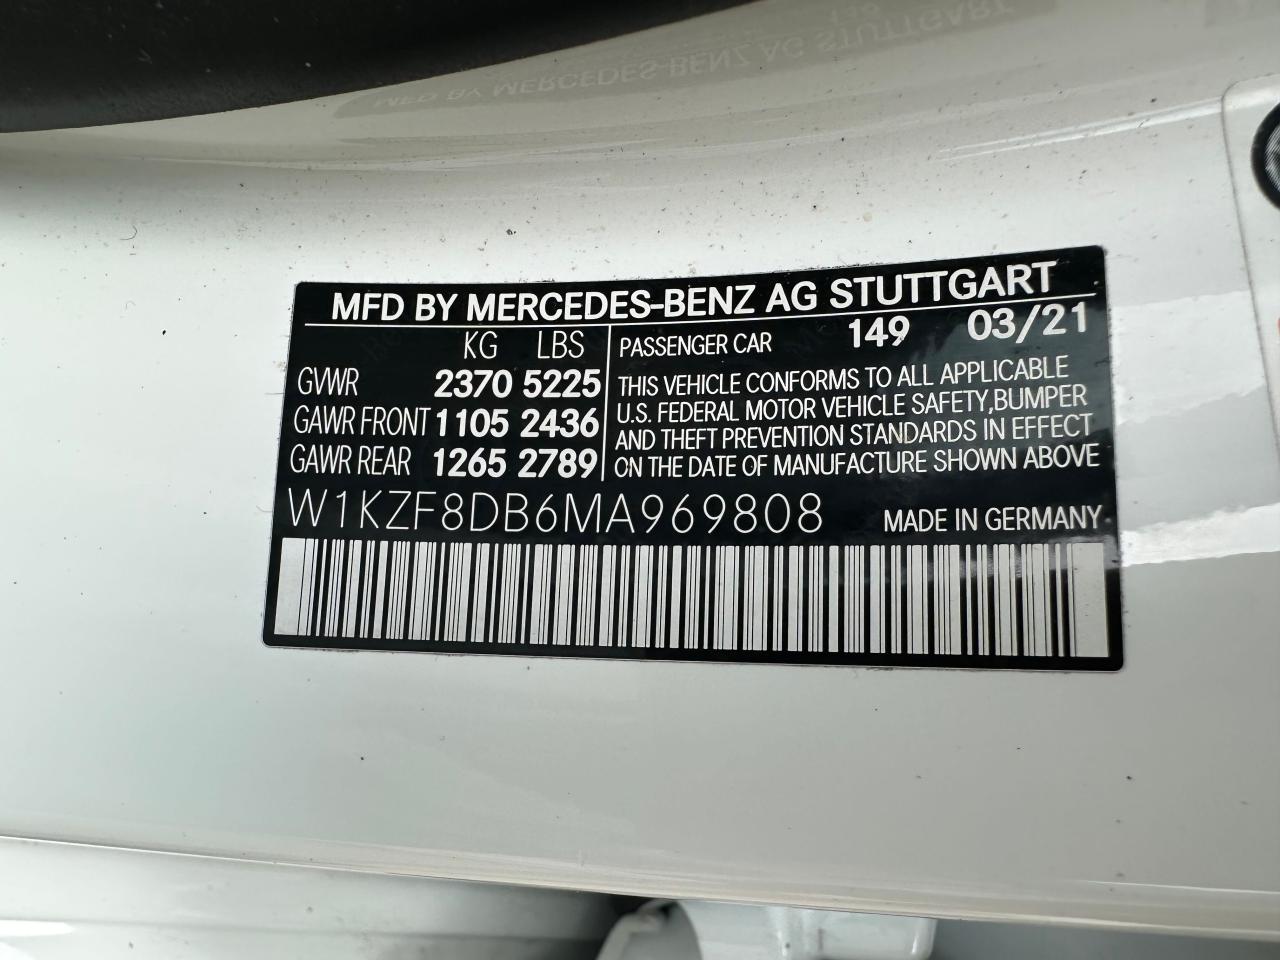 MFD BY MERCEDES-BENZ AG STUTTGART
KG LBS
GVWR 2370 5225
GAWR FRONT 1105 2436
GAWR REAR 1265 2789
PASSENGER CAR 149 03/21
THIS VEHICLE CONFORMS TO ALL APPLICABLE
U.S. FEDERAL MOTOR VEHICLE SAFETY,BUMPER
AND THEFT PREVENTION STANDARDS IN EFFECT
ON THE DATE OF MANUFACTURE SHOWN ABOVE
W1KZF8DB6MA969808 MADE IN GERMANY